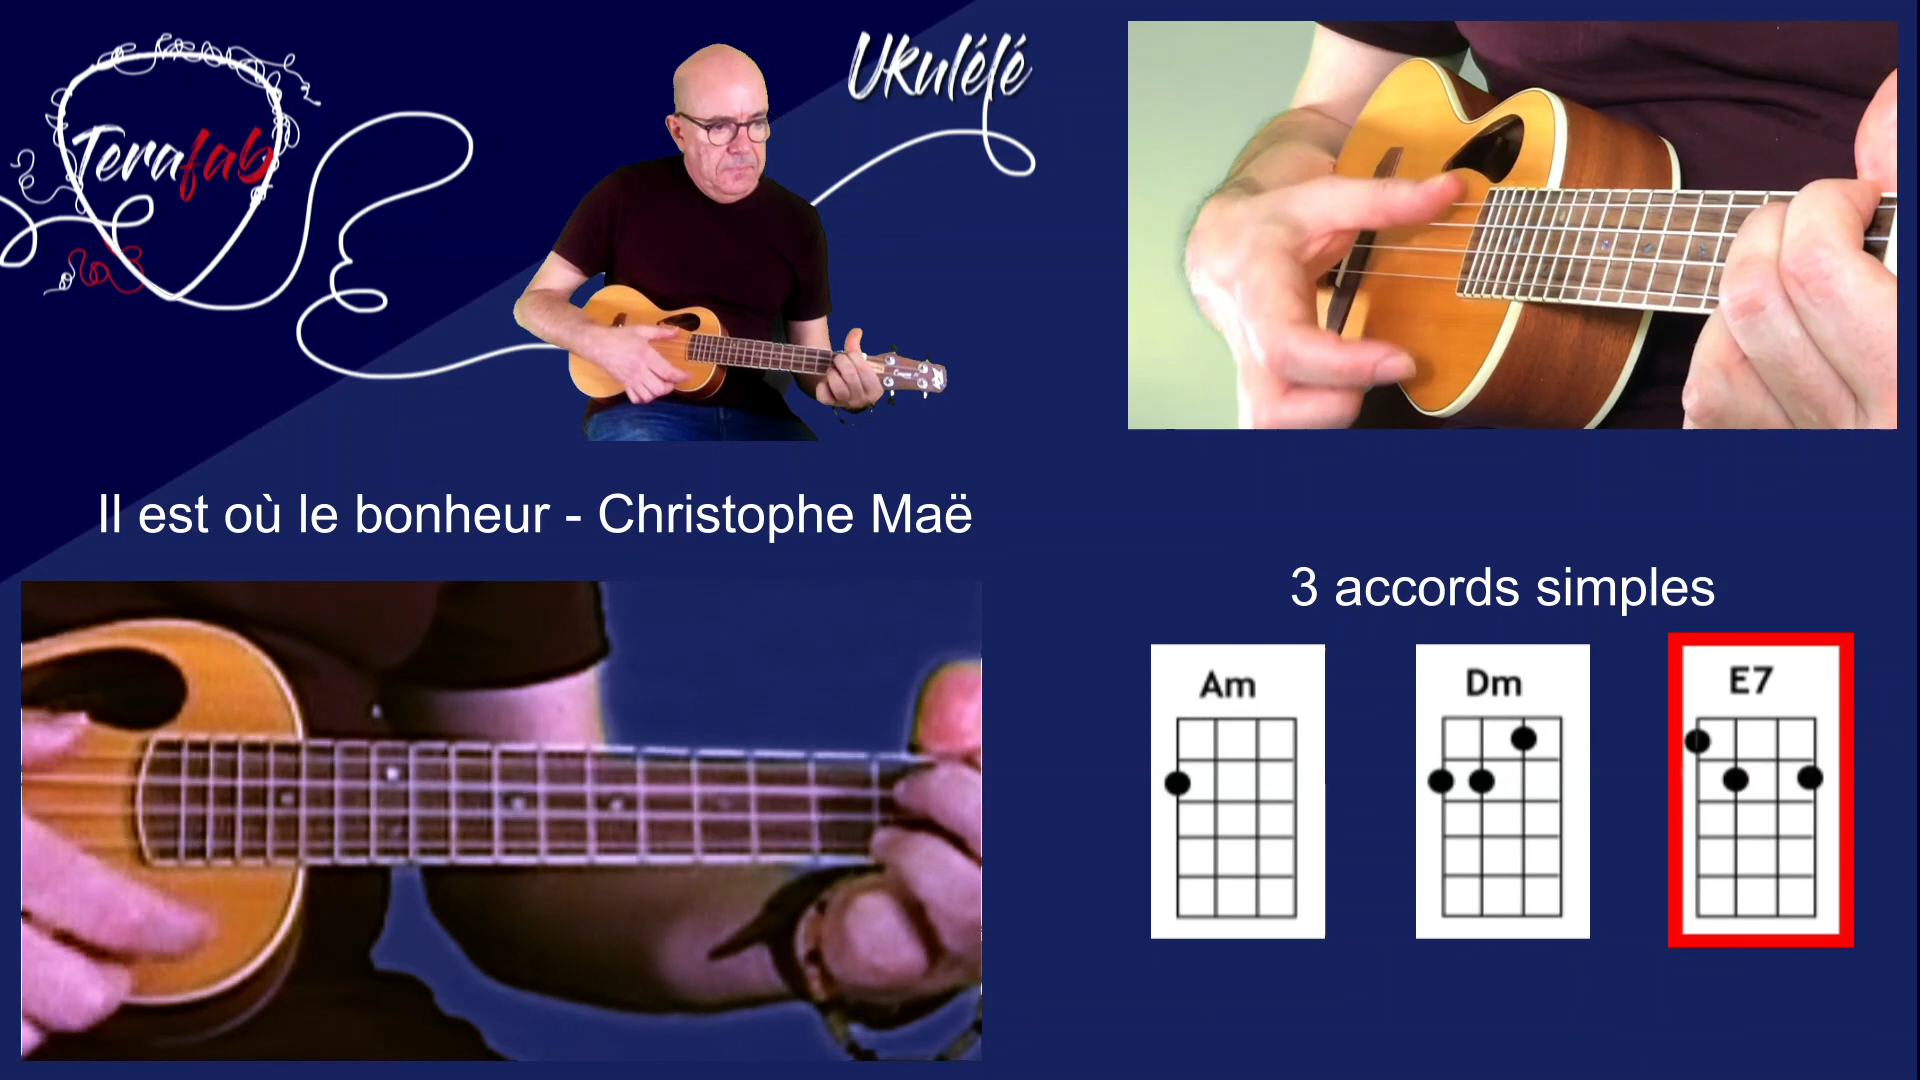 Terafab
Ukulélé
Il est où le bonheur - Christophe Maë
3 accords simples
Am
Dm
E7